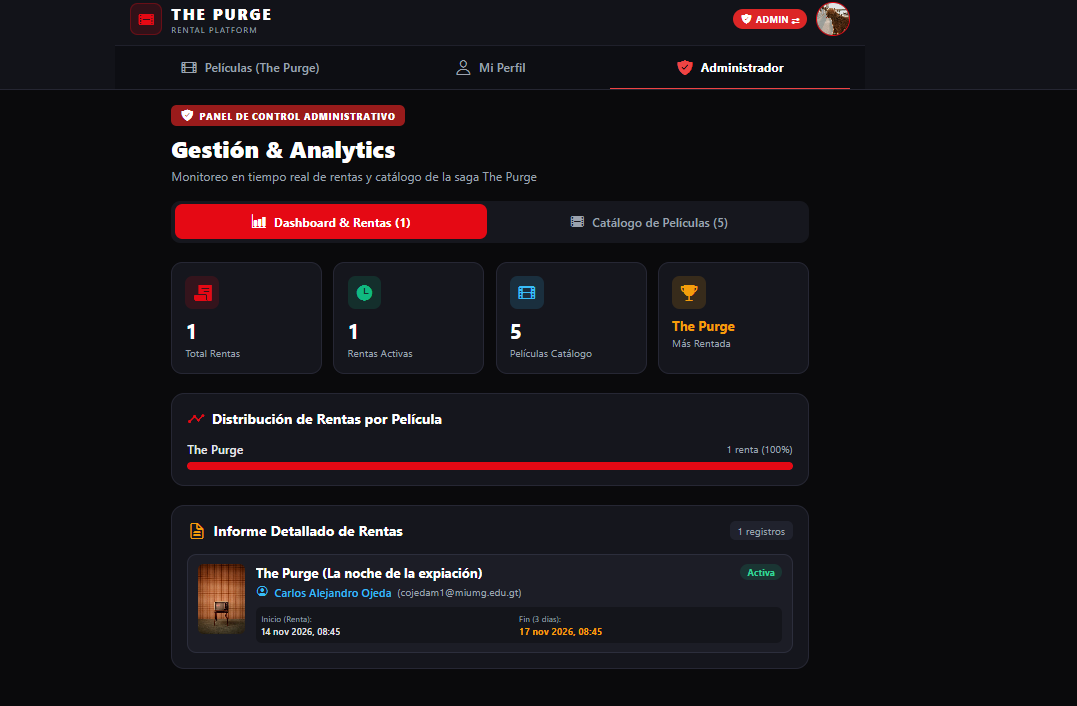 THE PURGE
RENTAL PLATFORM
ADMIN
Películas (The Purge)
Mi Perfil
Administrador
PANEL DE CONTROL ADMINISTRATIVO
Gestión & Analytics
Monitoreo en tiempo real de rentas y catálogo de la saga The Purge
Dashboard & Rentas (1)
Catálogo de Películas (5)
1
Total Rentas
1
Rentas Activas
5
Películas Catálogo
The Purge
Más Rentada
Distribución de Rentas por Película
The Purge
1 renta (100%)
Informe Detallado de Rentas
1 registros
The Purge (La noche de la expiación)
Activa
Carlos Alejandro Ojeda (cojedam1@miumg.edu.gt)
Inicio (Renta):
14 nov 2026, 08:45
Fin (3 días):
17 nov 2026, 08:45